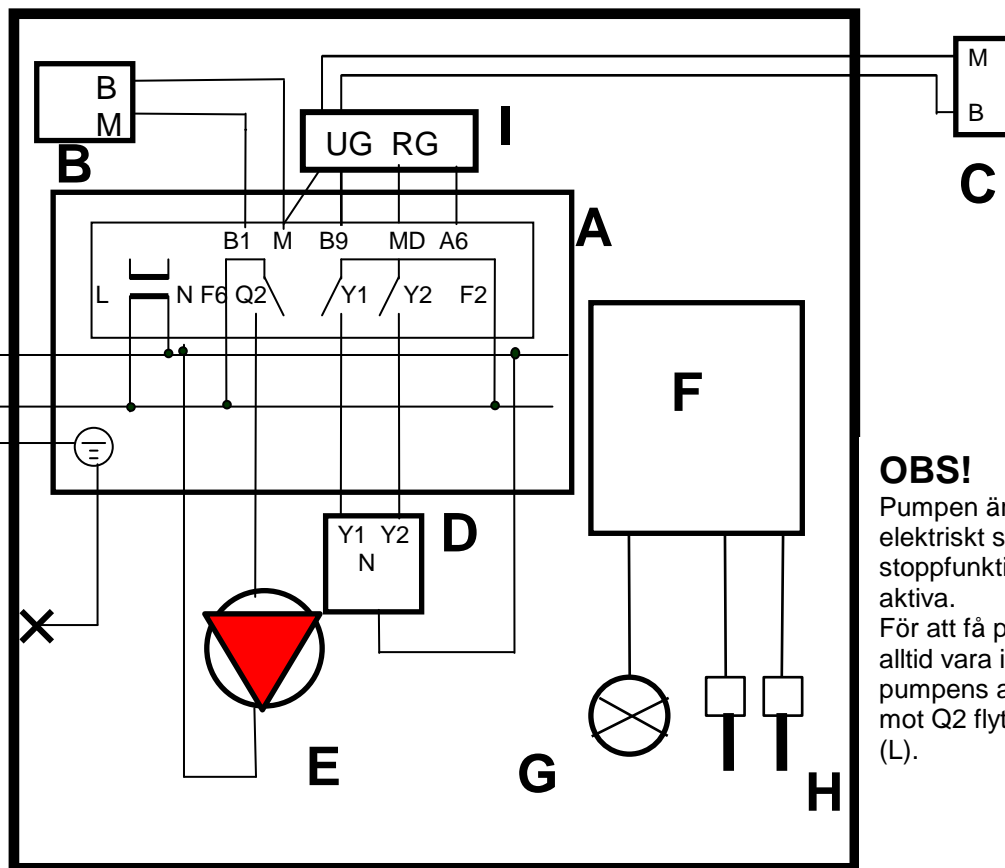 B
M
B
UG RG
I
M
B
C
A
B1 M B9 MD A6
L N F6 Q2 Y1 Y2 F2
F
Y1 Y2
N
D
E
G
H
OBS!
Pumpen är
elektriskt
stoppfunkti
aktiva.
För att få
alltid vara
pumpens
mot Q2
(L).